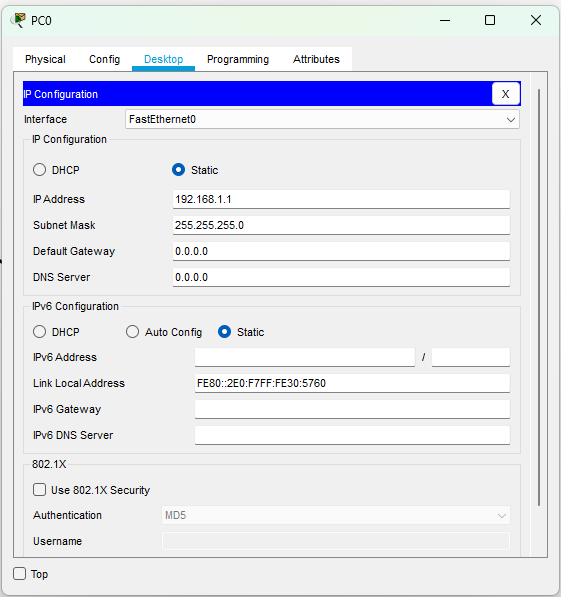 PC0
Physical Config Desktop Programming Attributes
IP Configuration X
Interface FastEthernet0
IP Configuration
DHCP Static
IP Address 192.168.1.1
Subnet Mask 255.255.255.0
Default Gateway 0.0.0.0
DNS Server 0.0.0.0
IPv6 Configuration
DHCP Auto Config Static
IPv6 Address /
Link Local Address FE80::2E0:F7FF:FE30:5760
IPv6 Gateway
IPv6 DNS Server
802.1X
Use 802.1X Security
Authentication MD5
Username
Top